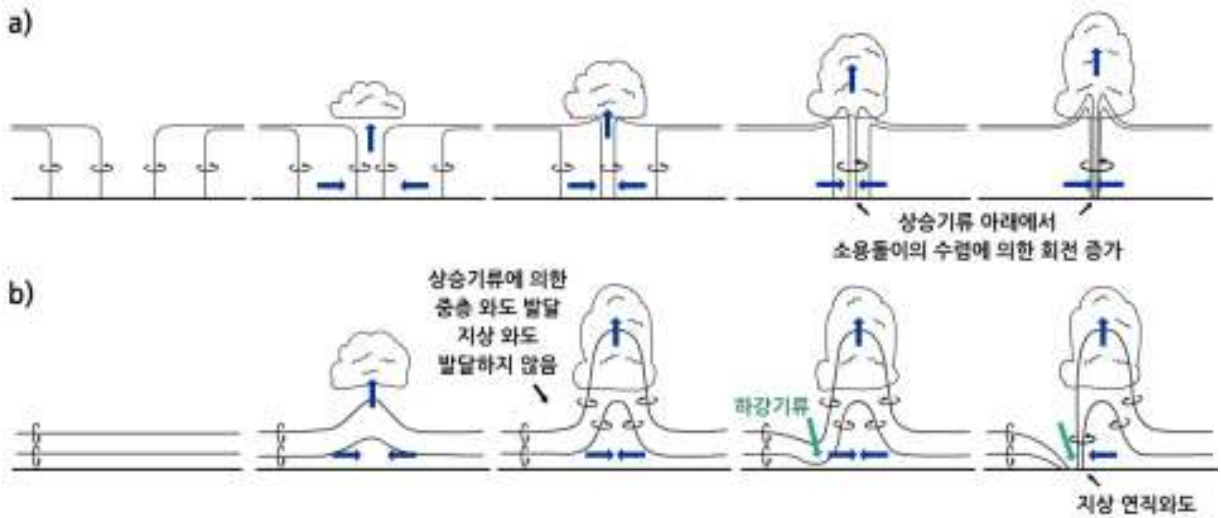 a)
상승기류 아래에서
소용돌이의 수렴에 의한 회전 증가
b)
상승기류에 의한
중층 와도 발달
지상 와도
발달하지 않음
하강기류
지상 연직와도